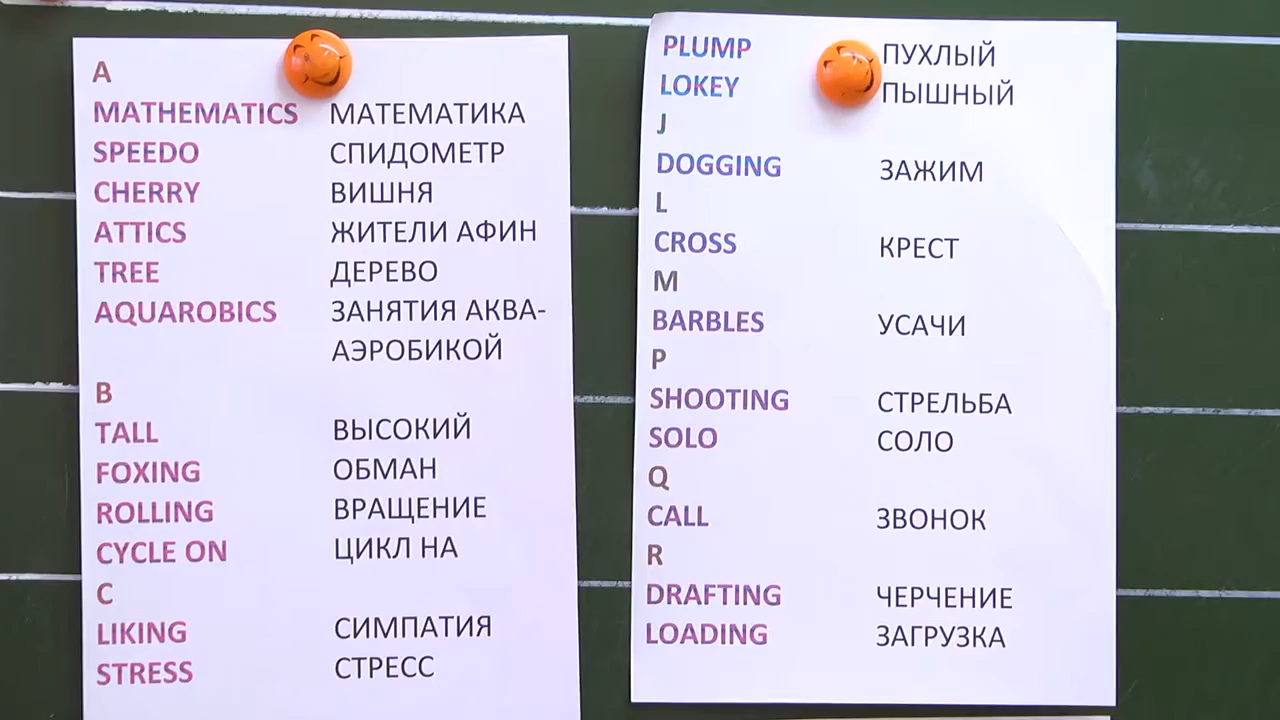 A
MATHEMATICS МАТЕМАТИКА
SPEEDO СПИДОМЕТР
CHERRY ВИШНЯ
ATTICS ЖИТЕЛИ АФИН
TREE ДЕРЕВО
AQUAROBICS ЗАНЯТИЯ АКВА-
АЭРОБИКОЙ
B
TALL ВЫСОКИЙ
FOXING ОБМАН
ROLLING ВРАЩЕНИЕ
CYCLE ON ЦИКЛ НА
C
LIKING СИМПАТИЯ
STRESS СТРЕСС
PLUMP ПУХЛЫЙ
LOKEY ПЫШНЫЙ
J
DOGGING ЗАЖИМ
L
CROSS КРЕСТ
M
BARBLES УСАЧИ
P
SHOOTING СТРЕЛЬБА
SOLO СОЛО
Q
CALL ЗВОНОК
R
DRAFTING ЧЕРЧЕНИЕ
LOADING ЗАГРУЗКА